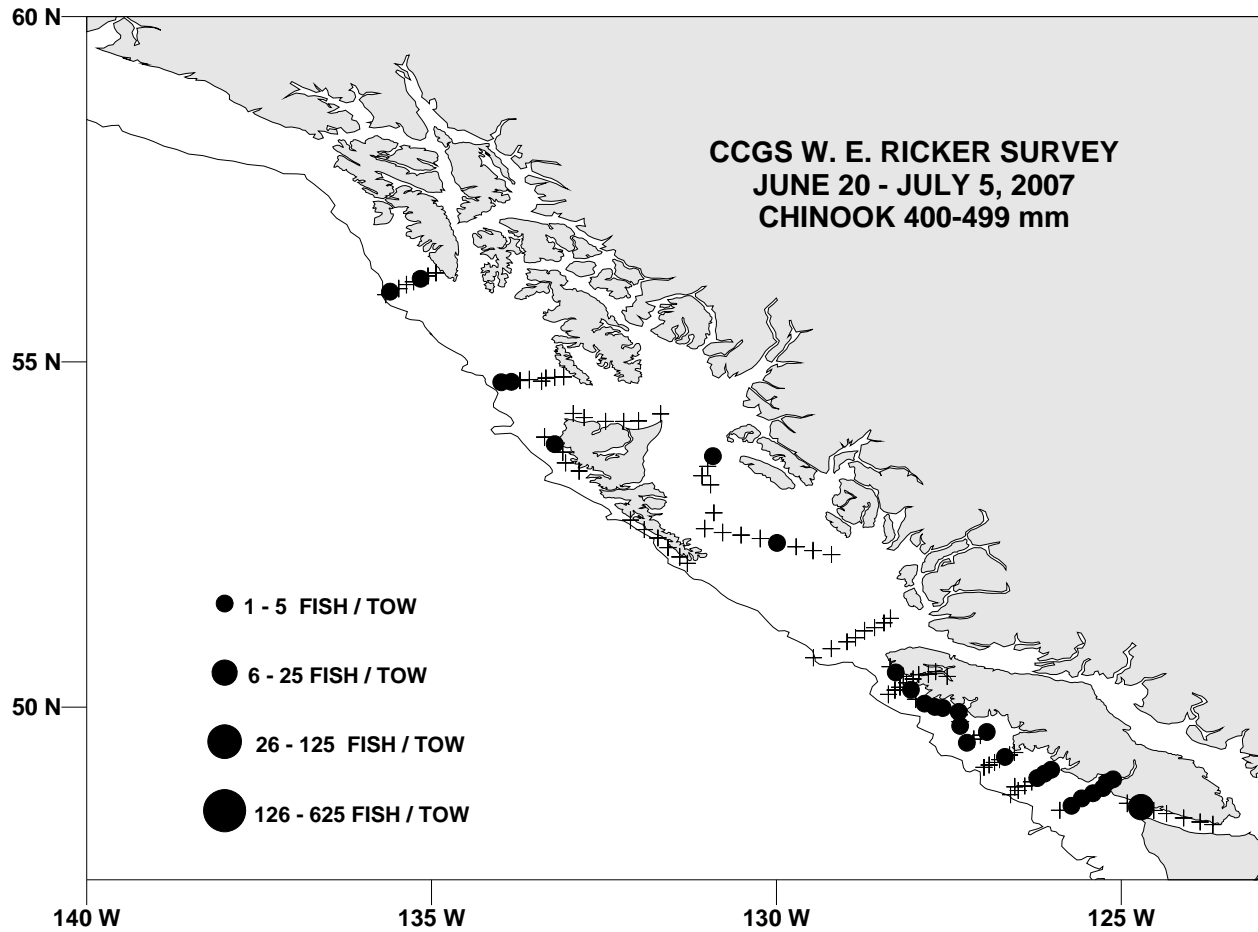 60 N
CCGS W. E. RICKER SURVEY
JUNE 20 - JULY 5, 2007
CHINOOK 400-499 mm
55 N
1 - 5 FISH / TOW
6 - 25 FISH / TOW
50 N
26 - 125 FISH / TOW
126 - 625 FISH / TOW
140 W
135 W
130 W
125 W